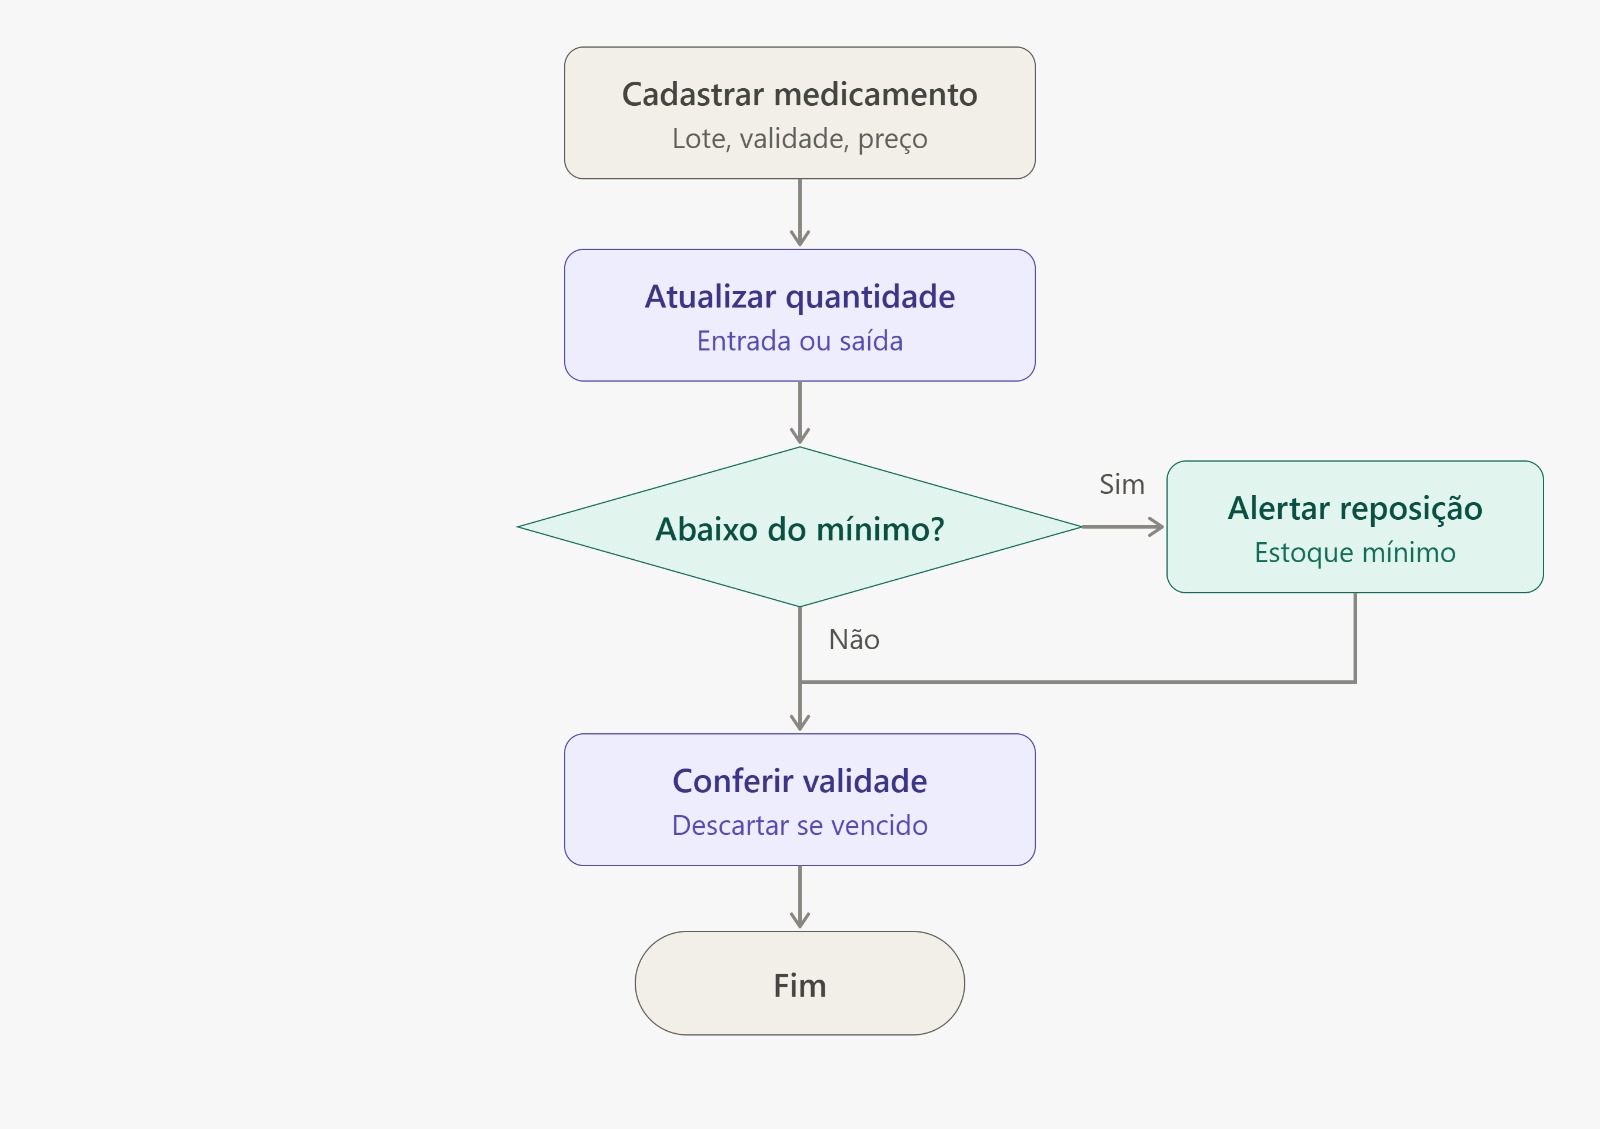 Cadastrar medicamento
Lote, validade, preço
Atualizar quantidade
Entrada ou saída
Abaixo do mínimo?
Sim
Alertar reposição
Estoque mínimo
Não
Conferir validade
Descartar se vencido
Fim